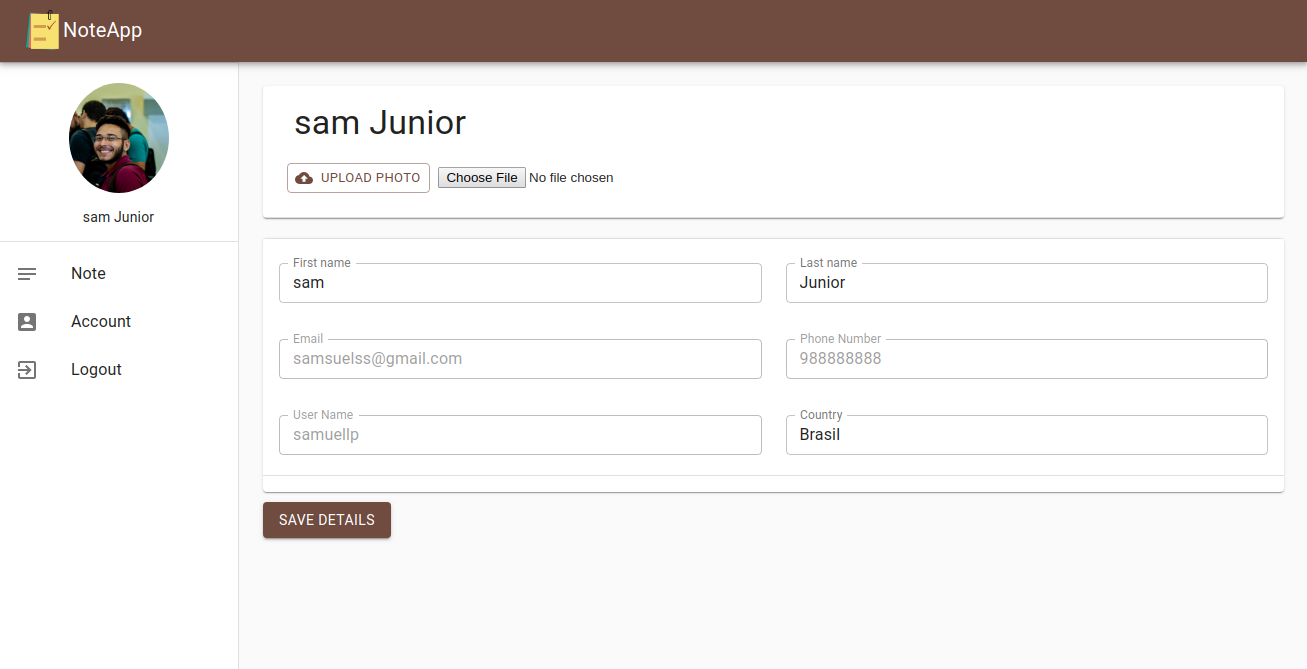 NoteApp
sam Junior
Note
Account
Logout
sam Junior
UPLOAD PHOTO
Choose File No file chosen
First name
sam
Last name
Junior
Email
samsuelss@gmail.com
Phone Number
988888888
User Name
samuellp
Country
Brasil
SAVE DETAILS